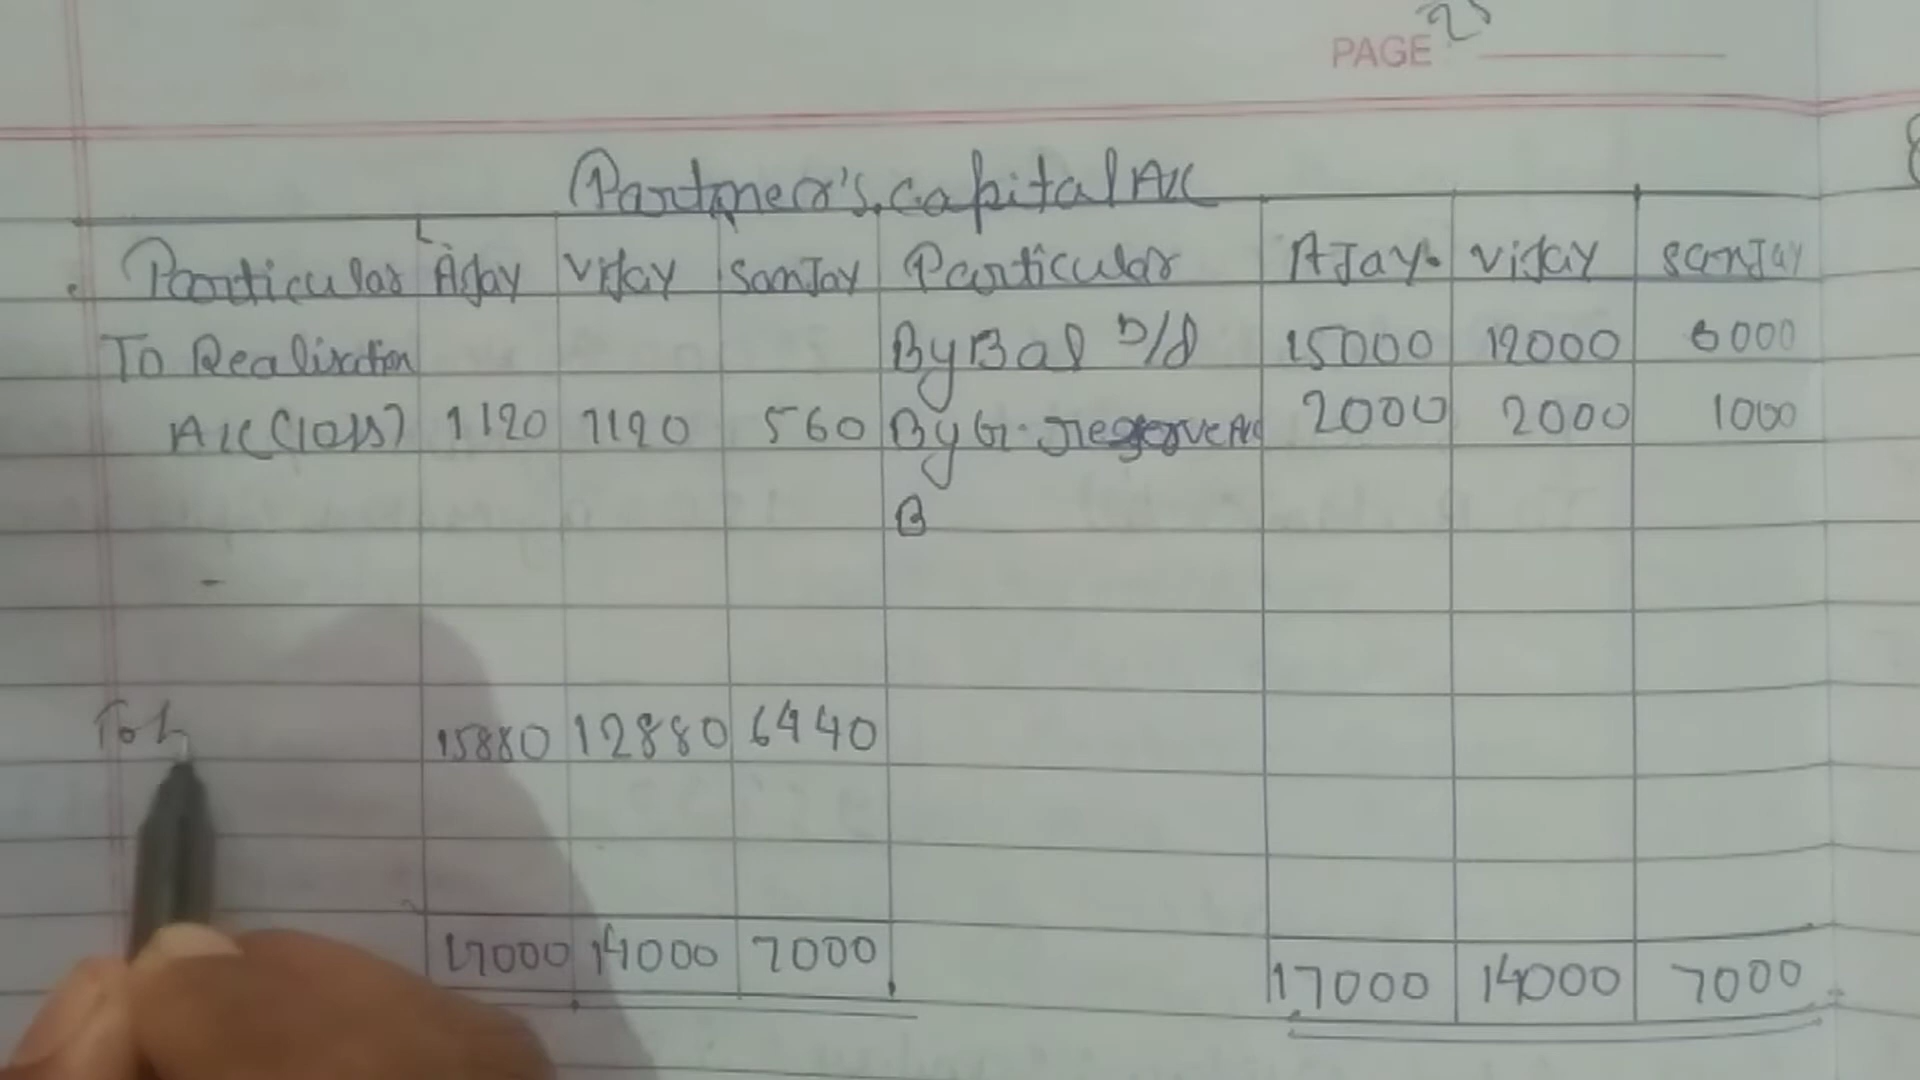 PAGE 2
Partner's capital A/c
Particular Ajay Vijay Sanjay Particular AJay. Vijay sanjay
To Realisation By Bal b/d 15000 12000 6000
A/c (loss) 1120 1120 560 By G. reserve A/c 2000 2000 1000
B
To b 15880 12880 6440
17000 14000 7000 17000 14000 7000